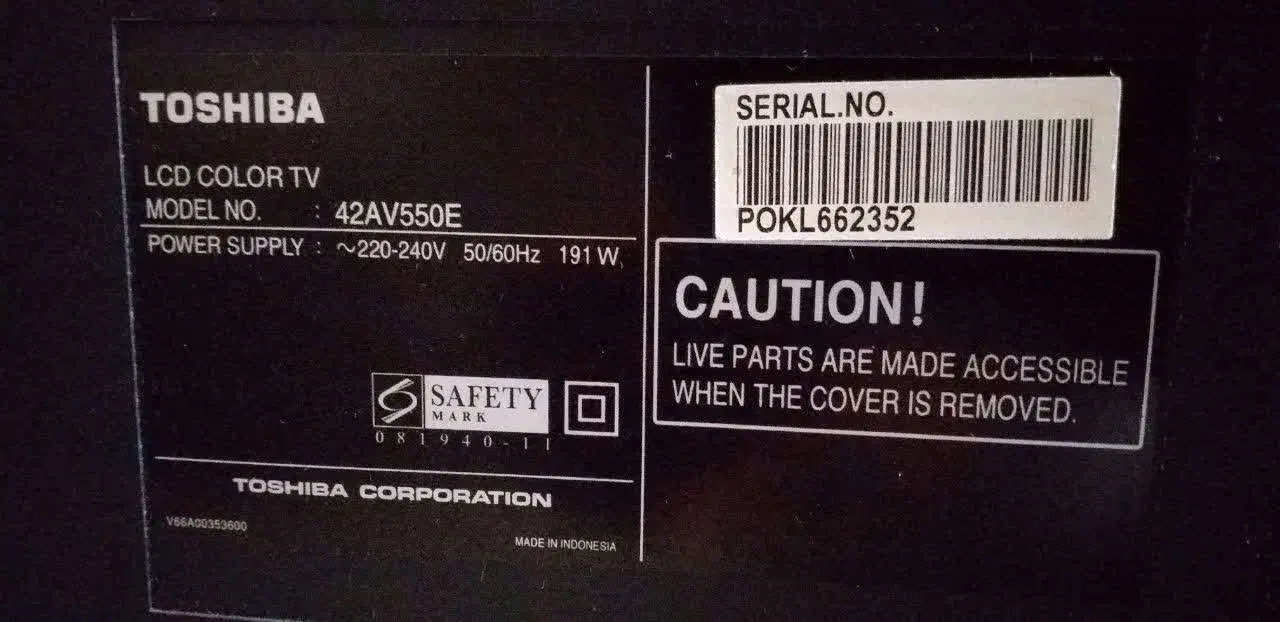 TOSHIBA
LCD COLOR TV
MODEL NO. : 42AV550E
POWER SUPPLY : ~220-240V 50/60Hz 191 W
SAFETY
MARK
081940-11
TOSHIBA CORPORATION
V66A00353600
MADE IN INDONESIA
SERIAL.NO.
POKL662352
CAUTION!
LIVE PARTS ARE MADE ACCESSIBLE
WHEN THE COVER IS REMOVED.